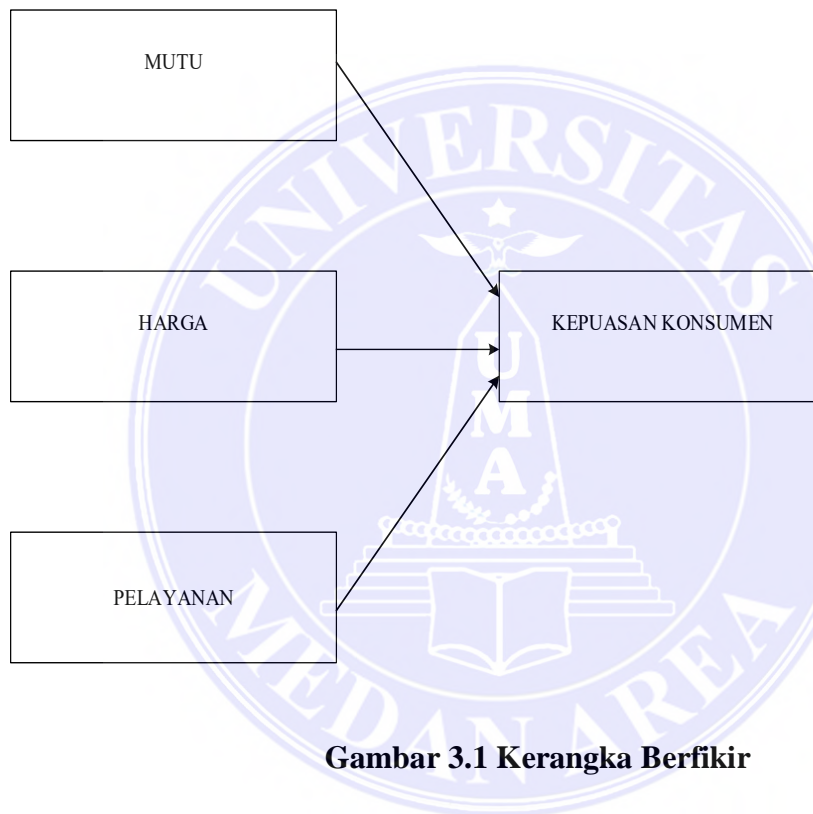 MUTU
HARGA
KEPUASAN KONSUMEN
PELAYANAN
Gambar 3.1 Kerangka Berfikir
UNIVERSITAS
MEDAN AREA
UMA